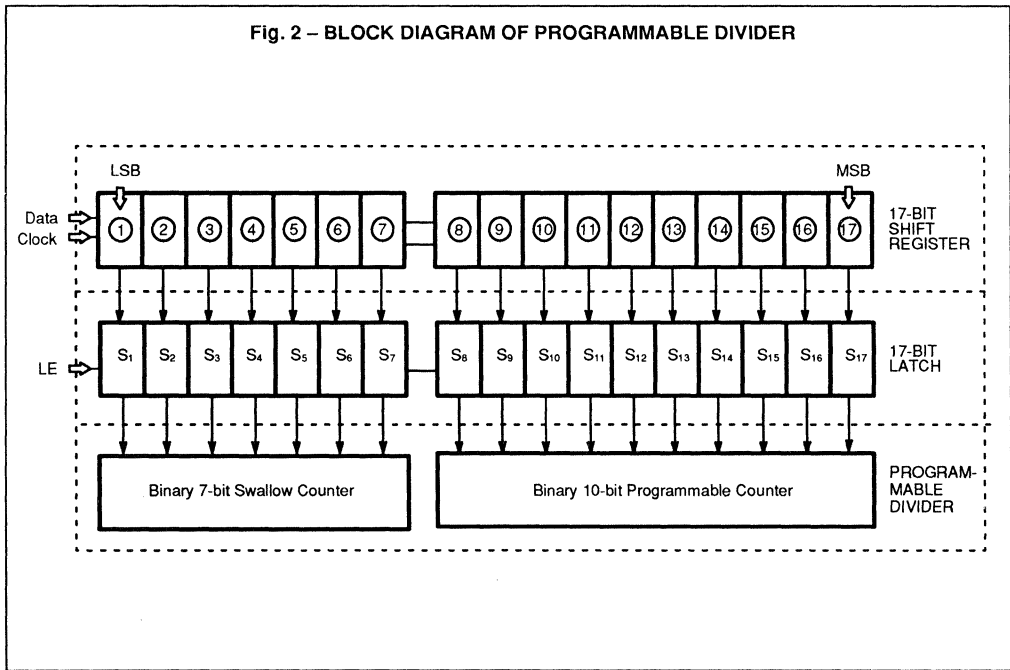 Fig. 2 – BLOCK DIAGRAM OF PROGRAMMABLE DIVIDER
LSB
MSB
Data
Clock
1 2 3 4 5 6 7 8 9 10 11 12 13 14 15 16 17
17-BIT
SHIFT
REGISTER
LE
S1 S2 S3 S4 S5 S6 S7 S8 S9 S10 S11 S12 S13 S14 S15 S16 S17
17-BIT
LATCH
Binary 7-bit Swallow Counter
Binary 10-bit Programmable Counter
PROGRAM-
MABLE
DIVIDER